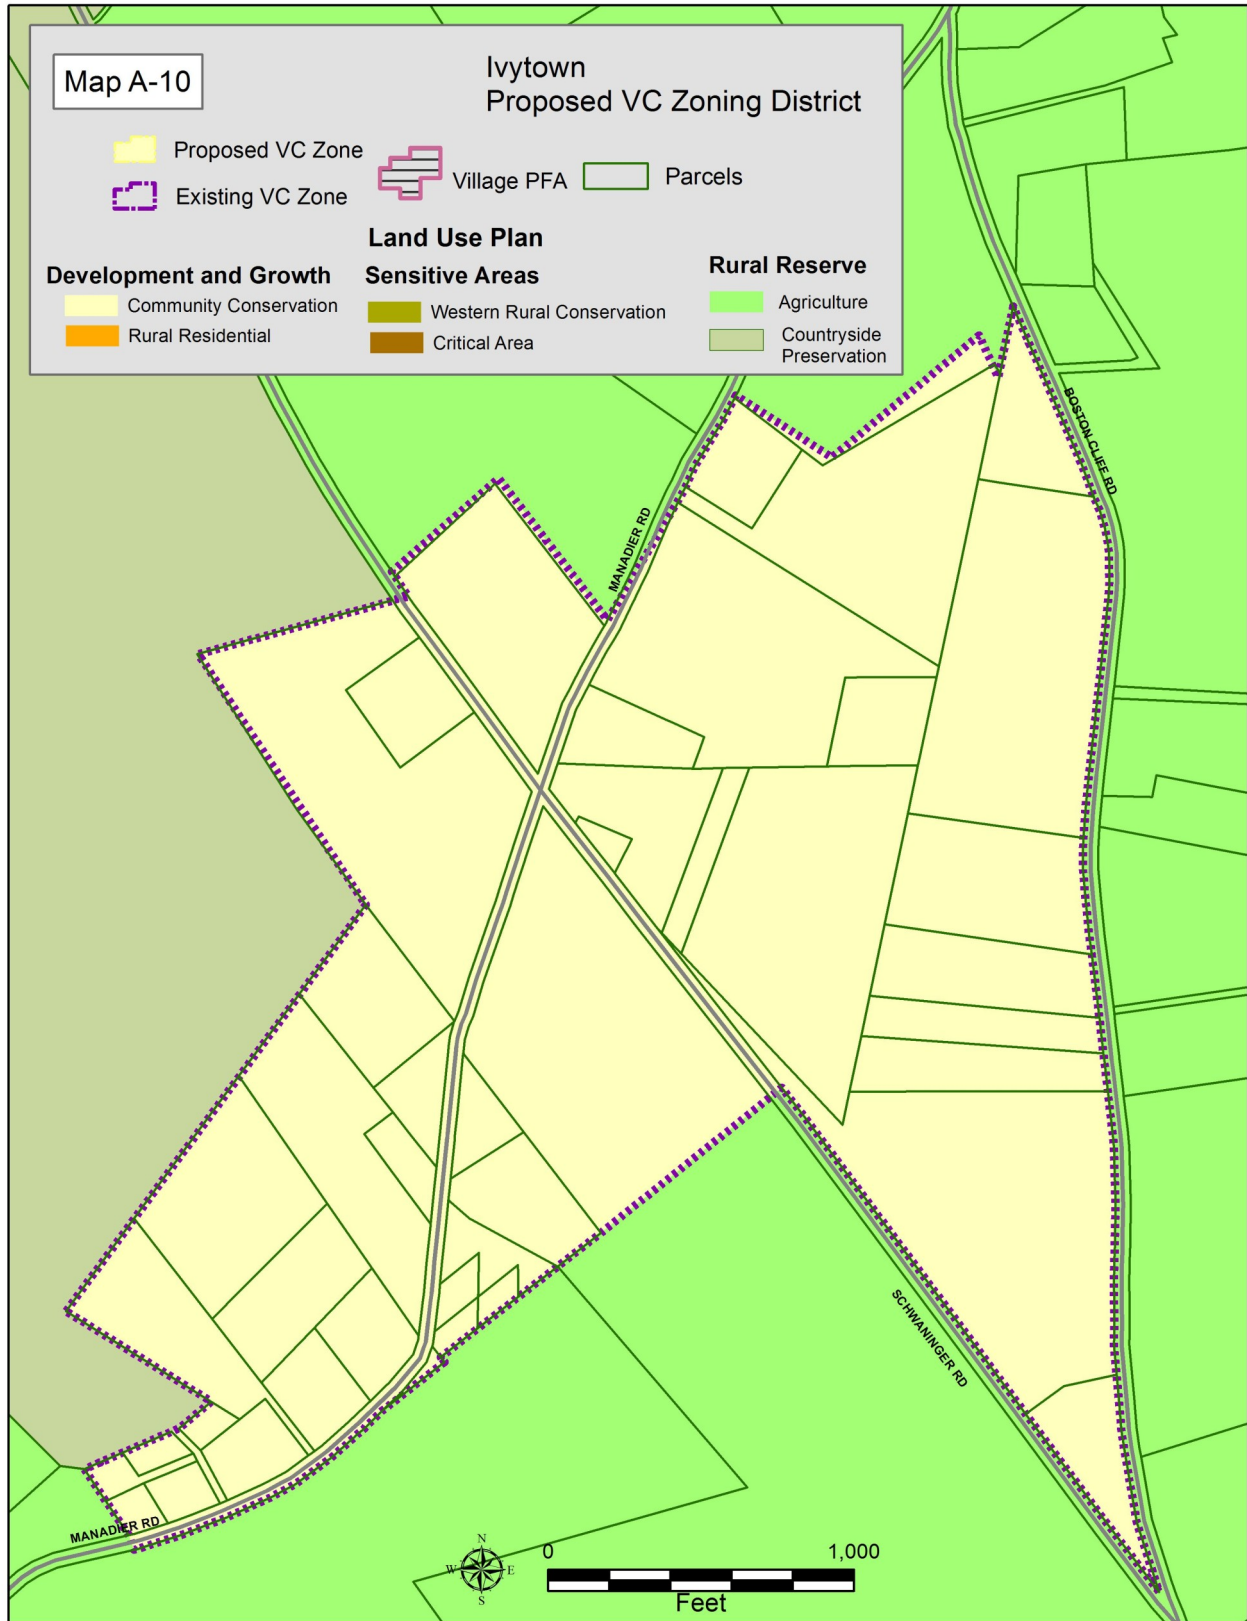 Map A-10
Ivytown
Proposed VC Zoning District
Proposed VC Zone
Existing VC Zone
Village PFA
Parcels
Land Use Plan
Development and Growth
Community Conservation
Rural Residential
Sensitive Areas
Western Rural Conservation
Critical Area
Rural Reserve
Agriculture
Countryside
Preservation
BOSTON CLIFF RD
MANADIER RD
SCHWANINGER RD
MANADIER RD
N
W
E
S
0
1,000
Feet